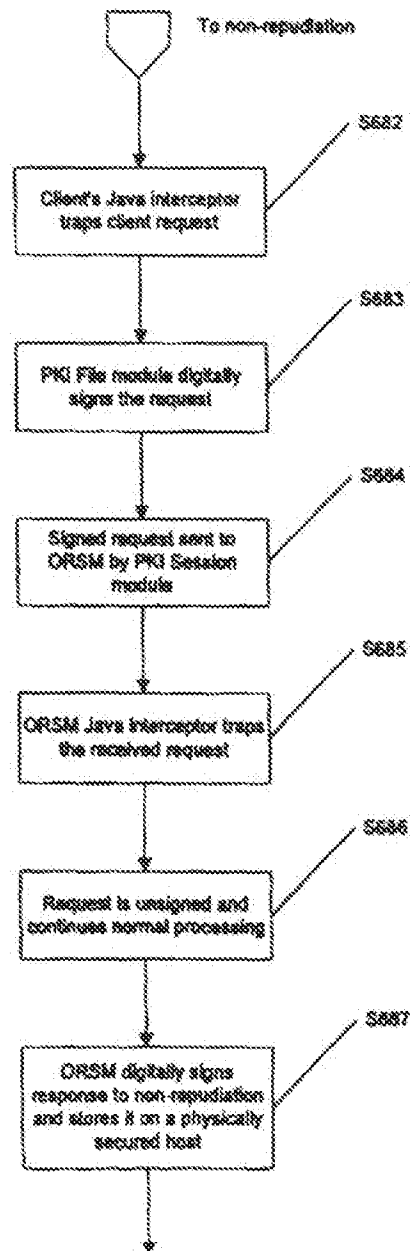 To non-repudiation
S682
Client's Java interceptor
traps client request
S683
PKI File module digitally
signs the request
S684
Signed request sent to
ORSM by PKI Session
module
S685
ORSM Java Interceptor traps
the received request
S686
Request is unsigned and
continues normal processing
S687
ORSM digitally signs
response to non-repudiation
and stores it on a physically
secured host